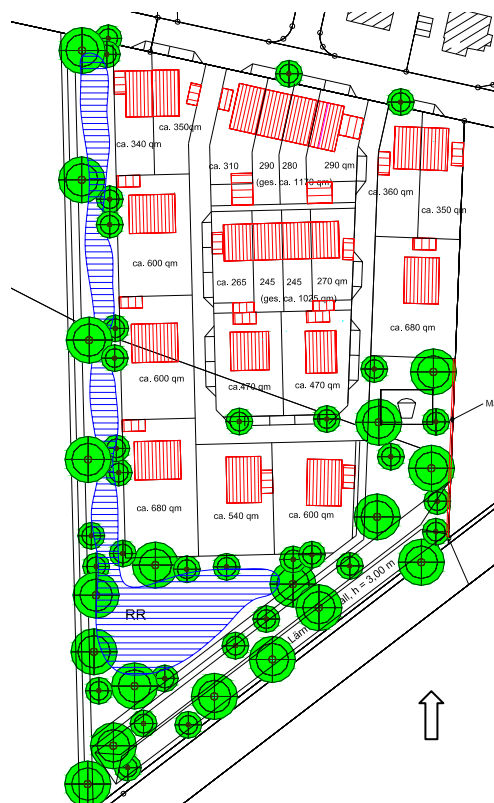 ca. 350qm
ca. 340 qm
ca. 310 290 280 290 qm
(ges. ca. 1170 qm)
ca. 360 qm
ca. 350 qm
ca. 600 qm
ca. 265 245 245 270 qm
(ges. ca. 1025 qm)
ca. 680 qm
ca. 600 qm
ca.470 qm
ca. 470 qm
ca. 680 qm
ca. 540 qm
ca. 600 qm
RR
h = 3,00 m